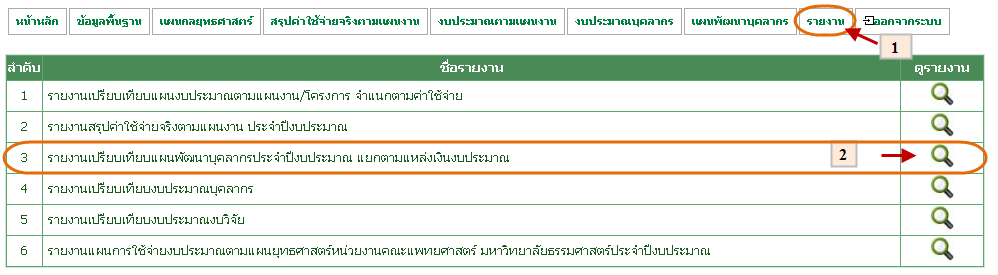 หน้าหลัก ข้อมูลพื้นฐาน แผนกลยุทธศาสตร์ สรุปค่าใช้จ่ายจริงตามแผนงาน งบประมาณตามแผนงาน งบประมาณบุคลากร แผนพัฒนาบุคลากร รายงาน ออกจากระบบ
1
ลำดับ ชื่อรายงาน ดูรายงาน
1 รายงานเปรียบเทียบแผนงบประมาณตามแผนงาน/โครงการ จำแนกตามค่าใช้จ่าย
2 รายงานสรุปค่าใช้จ่ายจริงตามแผนงาน ประจำปีงบประมาณ
3 รายงานเปรียบเทียบแผนพัฒนาบุคลากรประจำปีงบประมาณ แยกตามแหล่งเงินงบประมาณ 2
4 รายงานเปรียบเทียบงบประมาณบุคลากร
5 รายงานเปรียบเทียบงบประมาณงบวิจัย
6 รายงานแผนการใช้จ่ายงบประมาณตามแผนยุทธศาสตร์หน่วยงานคณะแพทยศาสตร์ มหาวิทยาลัยธรรมศาสตร์ประจำปีงบประมาณ